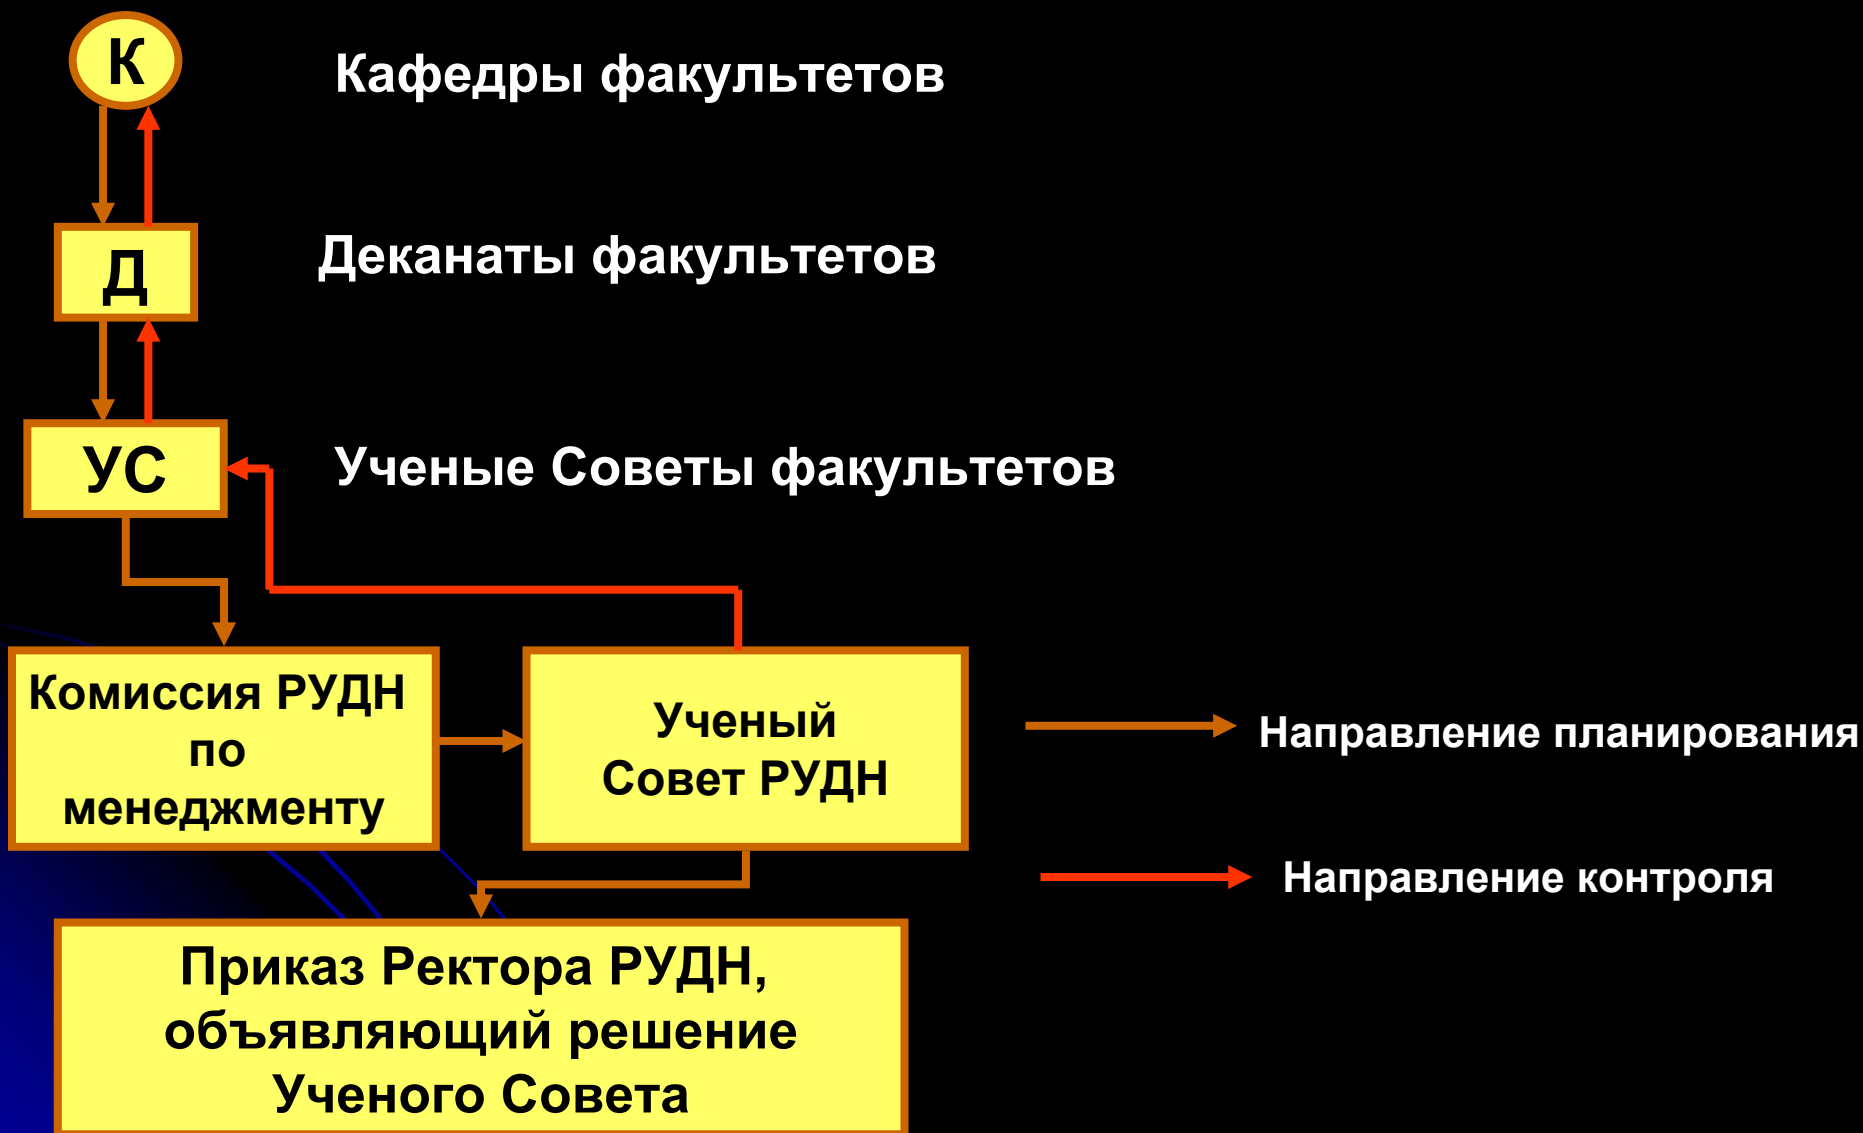 К
Кафедры факультетов
Д
Деканаты факультетов
УС
Ученые Советы факультетов
Комиссия РУДН
по
менеджменту
Ученый
Совет РУДН
Направление планирования
Направление контроля
Приказ Ректора РУДН,
объявляющий решение
Ученого Совета